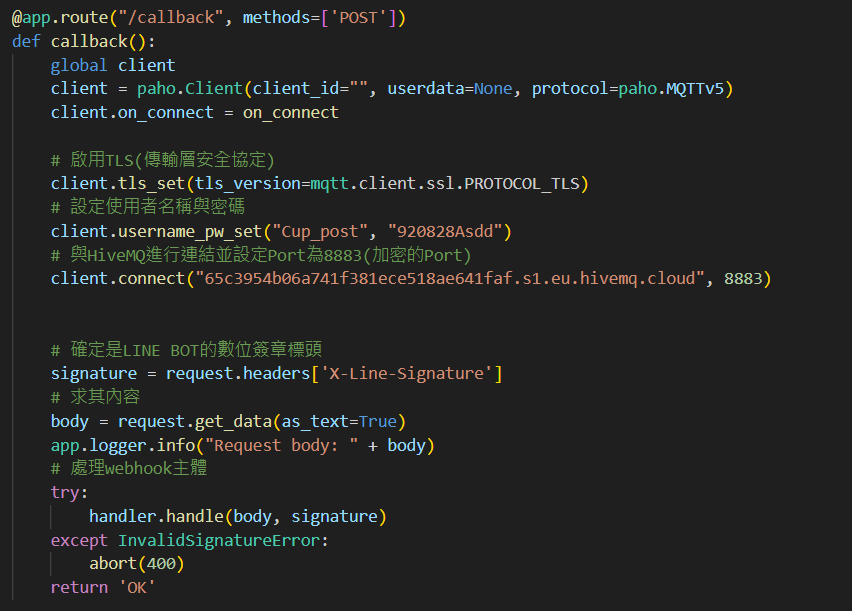 @app.route("/callback", methods=['POST'])
def callback():
    global client
    client = paho.Client(client_id="", userdata=None, protocol=paho.MQTTv5)
    client.on_connect = on_connect
    # 啟用TLS(傳輸層安全協定)
    client.tls_set(tls_version=mqtt.client.ssl.PROTOCOL_TLS)
    # 設定使用者名稱與密碼
    client.username_pw_set("Cup_post", "920828Asdd")
    # 與HiveMQ進行連結並設定Port為8883(加密的Port)
    client.connect("65c3954b06a741f381ece518ae641faf.s1.eu.hivemq.cloud", 8883)
    # 確定是LINE BOT的數位簽章標頭
    signature = request.headers['X-Line-Signature']
    # 求其內容
    body = request.get_data(as_text=True)
    app.logger.info("Request body: " + body)
    # 處理webhook主體
    try:
        handler.handle(body, signature)
    except InvalidSignatureError:
        abort(400)
    return 'OK'